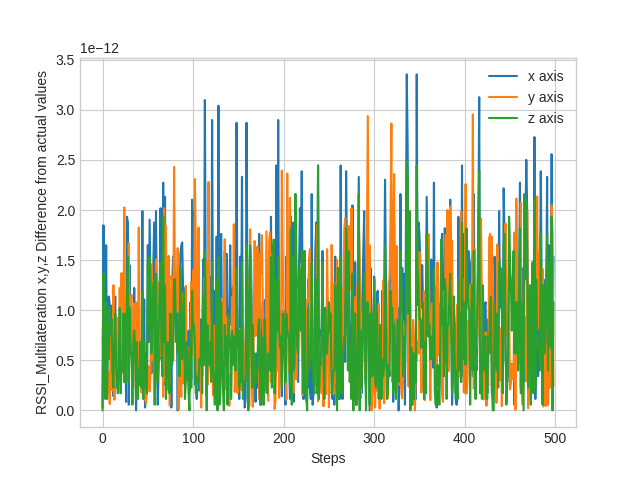 1e−12
3.5
3.0
2.5
2.0
1.5
1.0
0.5
0.0
RSSI_Multilateration x,y,z Difference from actual values
x axis
y axis
z axis
0 100 200 300 400 500
Steps